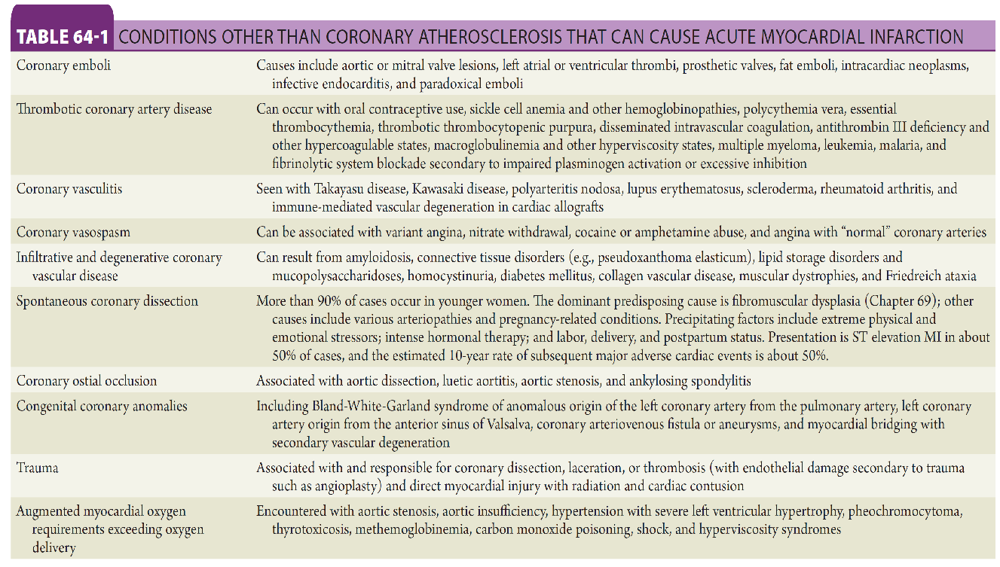 TABLE 64-1 CONDITIONS OTHER THAN CORONARY ATHEROSCLEROSIS THAT CAN CAUSE ACUTE MYOCARDIAL INFARCTION
Coronary emboli
Causes include aortic or mitral valve lesions, left atrial or ventricular thrombi, prosthetic valves, fat emboli, intracardiac neoplasms,
infective endocarditis, and paradoxical emboli
Thrombotic coronary artery disease
Can occur with oral contraceptive use, sickle cell anemia and other hemoglobinopathies, polycythemia vera, essential
thrombocythemia, thrombotic thrombocytopenic purpura, disseminated intravascular coagulation, antithrombin III deficiency and
other hypercoagulable states, macroglobulinemia and other hyperviscosity states, multiple myeloma, leukemia, malaria, and
fibrinolytic system blockade secondary to impaired plasminogen activation or excessive inhibition
Coronary vasculitis
Seen with Takayasu disease, Kawasaki disease, polyarteritis nodosa, lupus erythematosus, scleroderma, rheumatoid arthritis, and
immune-mediated vascular degeneration in cardiac allografts
Coronary vasospasm
Can be associated with variant angina, nitrate withdrawal, cocaine or amphetamine abuse, and angina with “normal” coronary arteries
Infiltrative and degenerative coronary
vascular disease
Can result from amyloidosis, connective tissue disorders (e.g., pseudoxanthoma elasticum), lipid storage disorders and
mucopolysaccharidoses, homocystinuria, diabetes mellitus, collagen vascular disease, muscular dystrophies, and Friedreich ataxia
Spontaneous coronary dissection
More than 90% of cases occur in younger women. The dominant predisposing cause is fibromuscular dysplasia (Chapter 69); other
causes include various arteriopathies and pregnancy-related conditions. Precipitating factors include extreme physical and
emotional stressors; intense hormonal therapy; and labor, delivery, and postpartum status. Presentation is ST elevation MI in about
50% of cases, and the estimated 10-year rate of subsequent major adverse cardiac events is about 50%.
Coronary ostial occlusion
Associated with aortic dissection, luetic aortitis, aortic stenosis, and ankylosing spondylitis
Congenital coronary anomalies
Including Bland-White-Garland syndrome of anomalous origin of the left coronary artery from the pulmonary artery, left coronary
artery origin from the anterior sinus of Valsalva, coronary arteriovenous fistula or aneurysms, and myocardial bridging with
secondary vascular degeneration
Trauma
Associated with and responsible for coronary dissection, laceration, or thrombosis (with endothelial damage secondary to trauma
such as angioplasty) and direct myocardial injury with radiation and cardiac contusion
Augmented myocardial oxygen
requirements exceeding oxygen
delivery
Encountered with aortic stenosis, aortic insufficiency, hypertension with severe left ventricular hypertrophy, pheochromocytoma,
thyrotoxicosis, methemoglobinemia, carbon monoxide poisoning, shock, and hyperviscosity syndromes